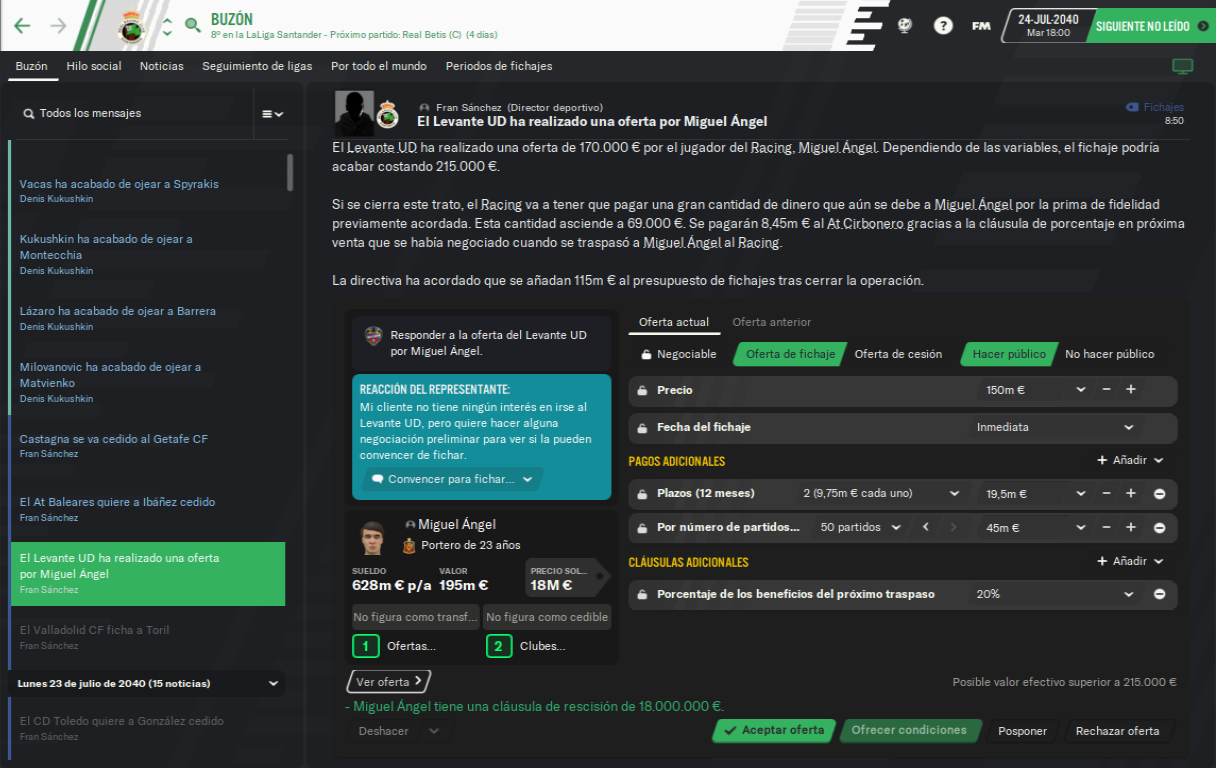 BUZÓN
8º en la LaLiga Santander - Próximo partido: Real Betis (C) (4 días)
?
FM
24-JUL-2040
Mar 18:00
SIGUIENTE NO LEÍDO
Buzón
Hilo social
Noticias
Seguimiento de ligas
Por todo el mundo
Periodos de fichajes
Todos los mensajes
Vacas ha acabado de ojear a Spyrakis
Denis Kukushkin
Kukushkin ha acabado de ojear a
Montecchia
Denis Kukushkin
Lázaro ha acabado de ojear a Barrera
Denis Kukushkin
Milovanovic ha acabado de ojear a
Matvienko
Denis Kukushkin
Castagna se va cedido al Getafe CF
Fran Sánchez
El At Baleares quiere a Ibáñez cedido
Fran Sánchez
El Levante UD ha realizado una oferta
por Miguel Ángel
Fran Sánchez
El Valladolid CF ficha a Toril
Fran Sánchez
Lunes 23 de julio de 2040 (15 noticias)
El CD Toledo quiere a González cedido
Fran Sánchez
Fran Sánchez (Director deportivo)
El Levante UD ha realizado una oferta por Miguel Ángel
Fichajes
8:50
El Levante UD ha realizado una oferta de 170.000 € por el jugador del Racing, Miguel Ángel. Dependiendo de las variables, el fichaje podría
acabar costando 215.000 €.
Si se cierra este trato, el Racing va a tener que pagar una gran cantidad de dinero que aún se debe a Miguel Ángel por la prima de fidelidad
previamente acordada. Esta cantidad asciende a 69.000 €. Se pagarán 8,45m € al At Cirbonero gracias a la cláusula de porcentaje en próxima
venta que se había negociado cuando se traspasó a Miguel Ángel al Racing.
La directiva ha acordado que se añadan 115m € al presupuesto de fichajes tras cerrar la operación.
Responder a la oferta del Levante UD
por Miguel Ángel.
REACCIÓN DEL REPRESENTANTE:
Mi cliente no tiene ningún interés en irse al
Levante UD, pero quiere hacer alguna
negociación preliminar para ver si la pueden
convencer de fichar.
Convencer para fichar...
Miguel Ángel
Portero de 23 años
SUELDO
VALOR
PRECIO SOL...
628m € p/a
195m €
18M €
No figura como transf...
No figura como cedible
1
Ofertas...
2
Clubes...
Oferta actual
Oferta anterior
Negociable
Oferta de fichaje
Oferta de cesión
Hacer público
No hacer público
Precio
150m €
Fecha del fichaje
Inmediata
PAGOS ADICIONALES
Añadir
Plazos (12 meses)
2 (9,75m € cada uno)
19,5m €
Por número de partidos...
50 partidos
45m €
CLÁUSULAS ADICIONALES
Añadir
Porcentaje de los beneficios del próximo traspaso
20%
Ver oferta
Posible valor efectivo superior a 215.000 €
- Miguel Ángel tiene una cláusula de rescisión de 18.000.000 €.
Deshacer
Aceptar oferta
Ofrecer condiciones
Posponer
Rechazar oferta